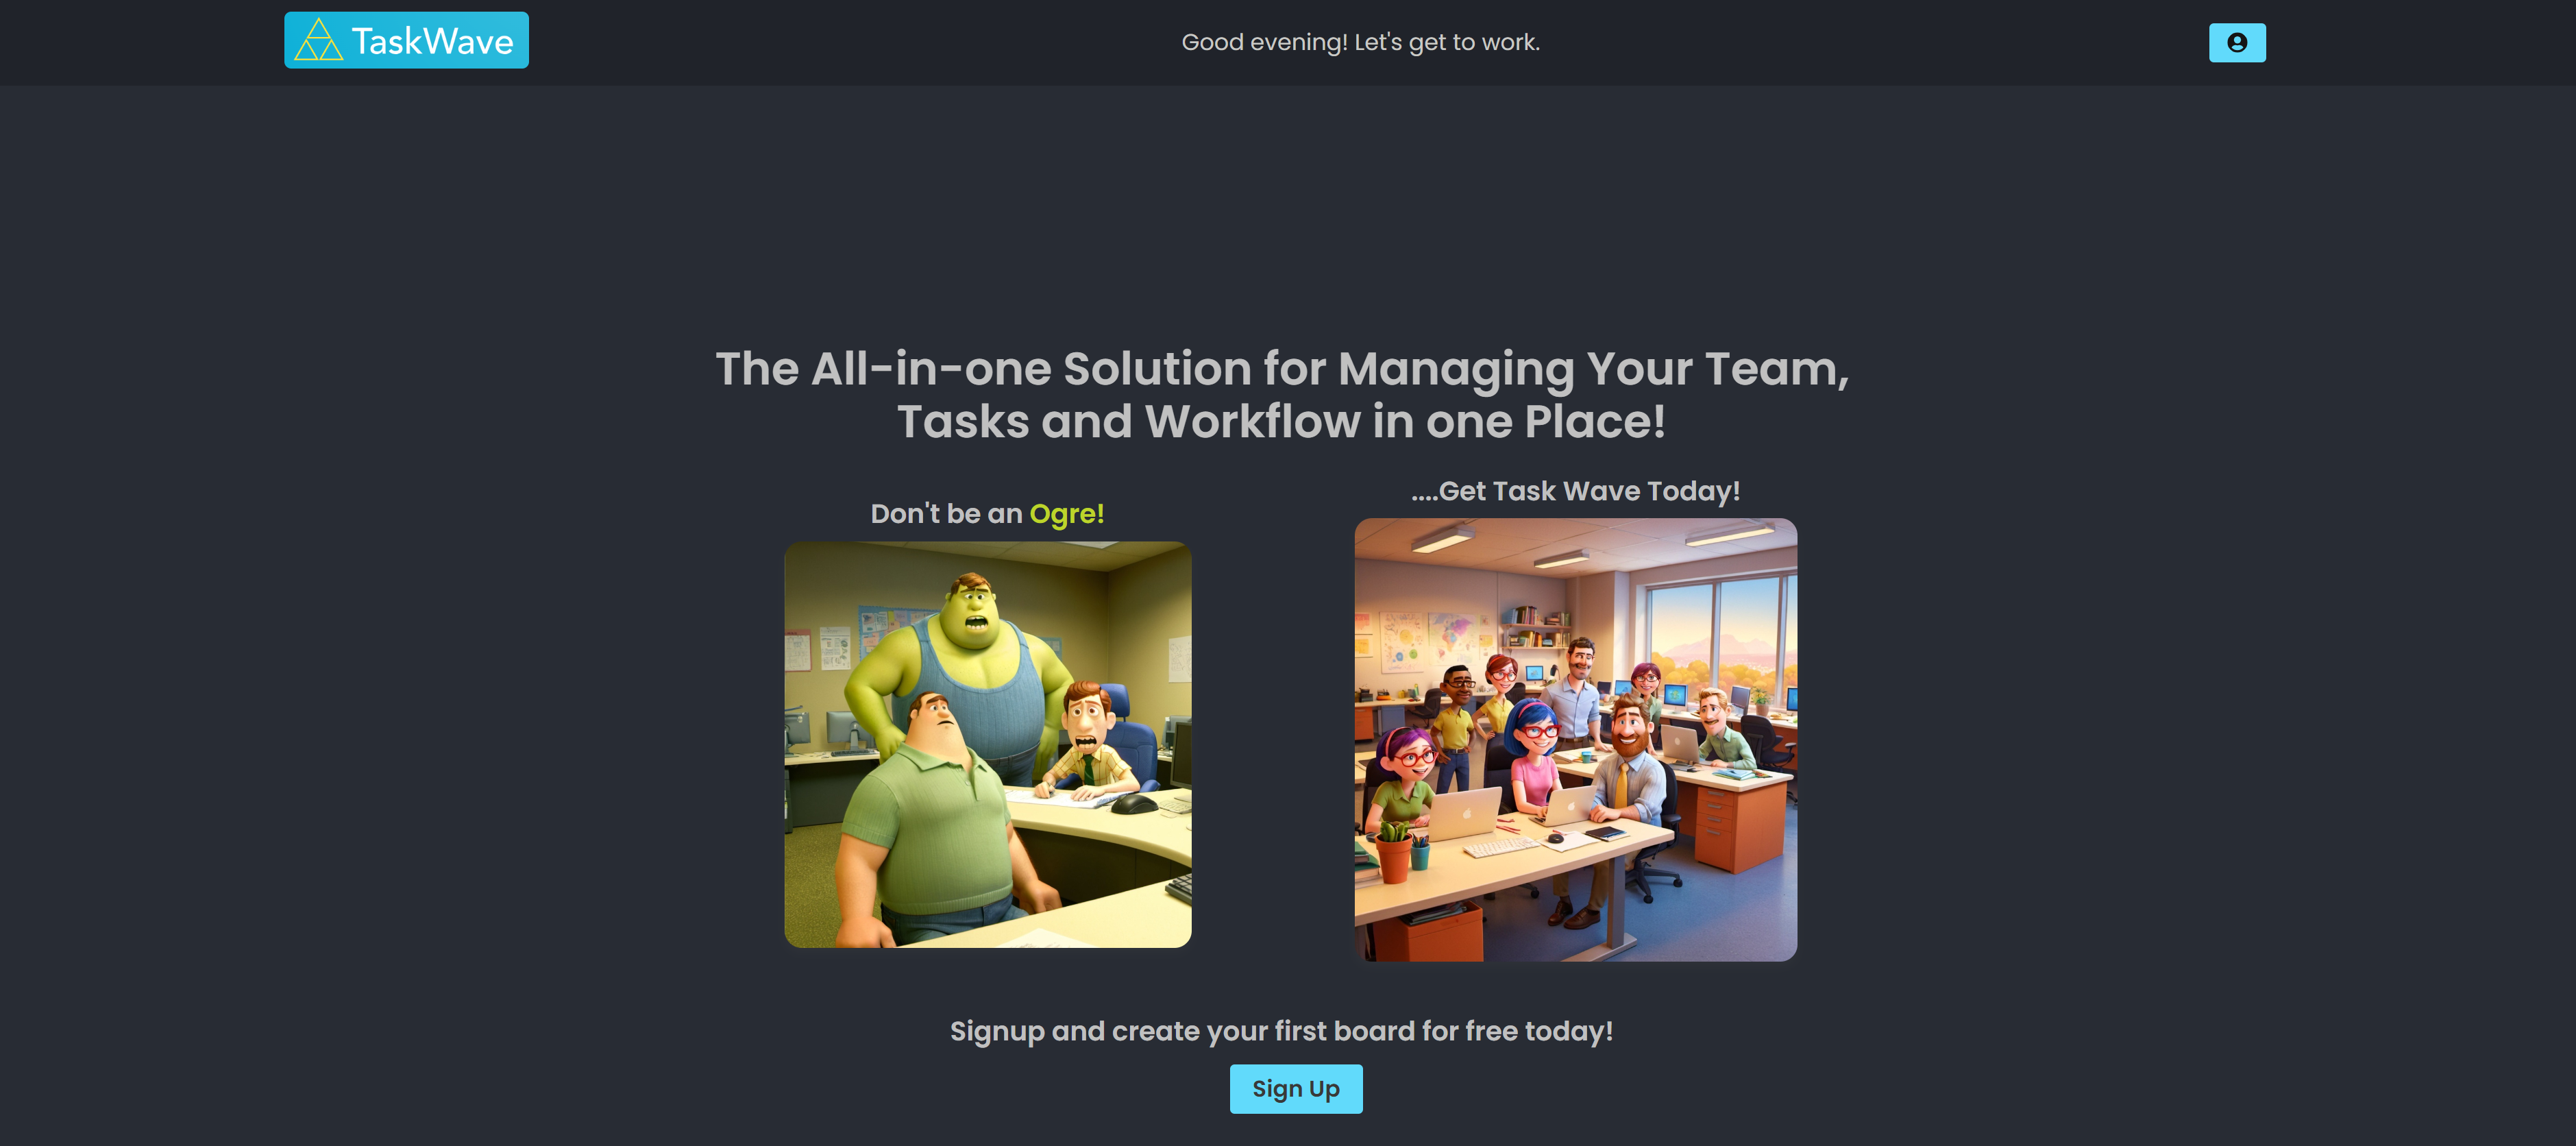 TaskWave
Good evening! Let's get to work.
The All-in-one Solution for Managing Your Team,
Tasks and Workflow in one Place!
Don't be an Ogre!
....Get Task Wave Today!
Signup and create your first board for free today!
Sign Up